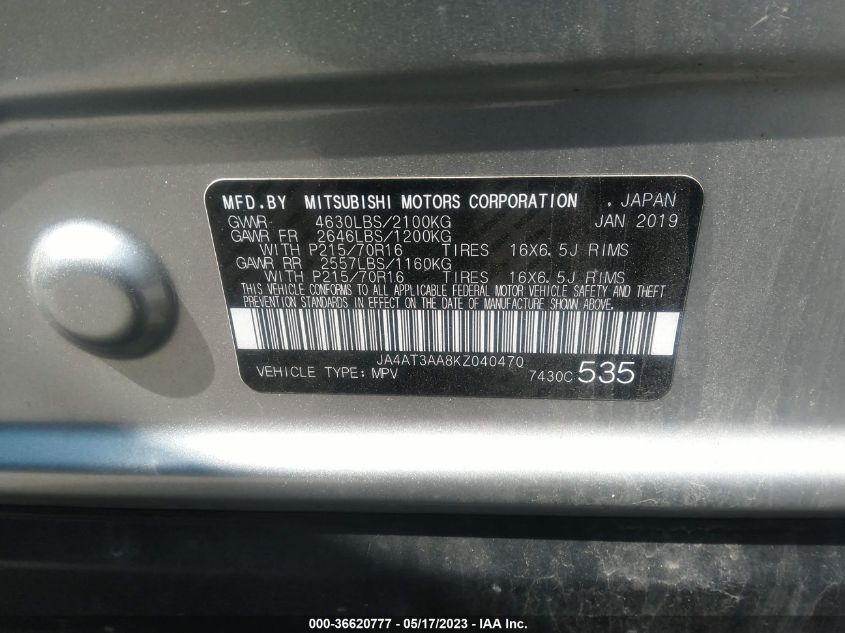 MFD.BY MITSUBISHI MOTORS CORPORATION . JAPAN
GVWR 4630LBS/2100KG JAN 2019
GAWR FR 2646LBS/1200KG
WITH P215/70R16 TIRES 16X6.5J RIMS
GAWR RR 2557LBS/1160KG
WITH P215/70R16 TIRES 16X6.5J RIMS
THIS VEHICLE CONFORMS TO ALL APPLICABLE FEDERAL MOTOR VEHICLE SAFETY AND THEFT
PREVENTION STANDARDS IN EFFECT ON THE DATE OF MANUFACTURE SHOWN ABOVE.
JA4AT3AA8KZ040470
VEHICLE TYPE: MPV 7430C 535
000-36620777 - 05/17/2023 - IAA Inc.